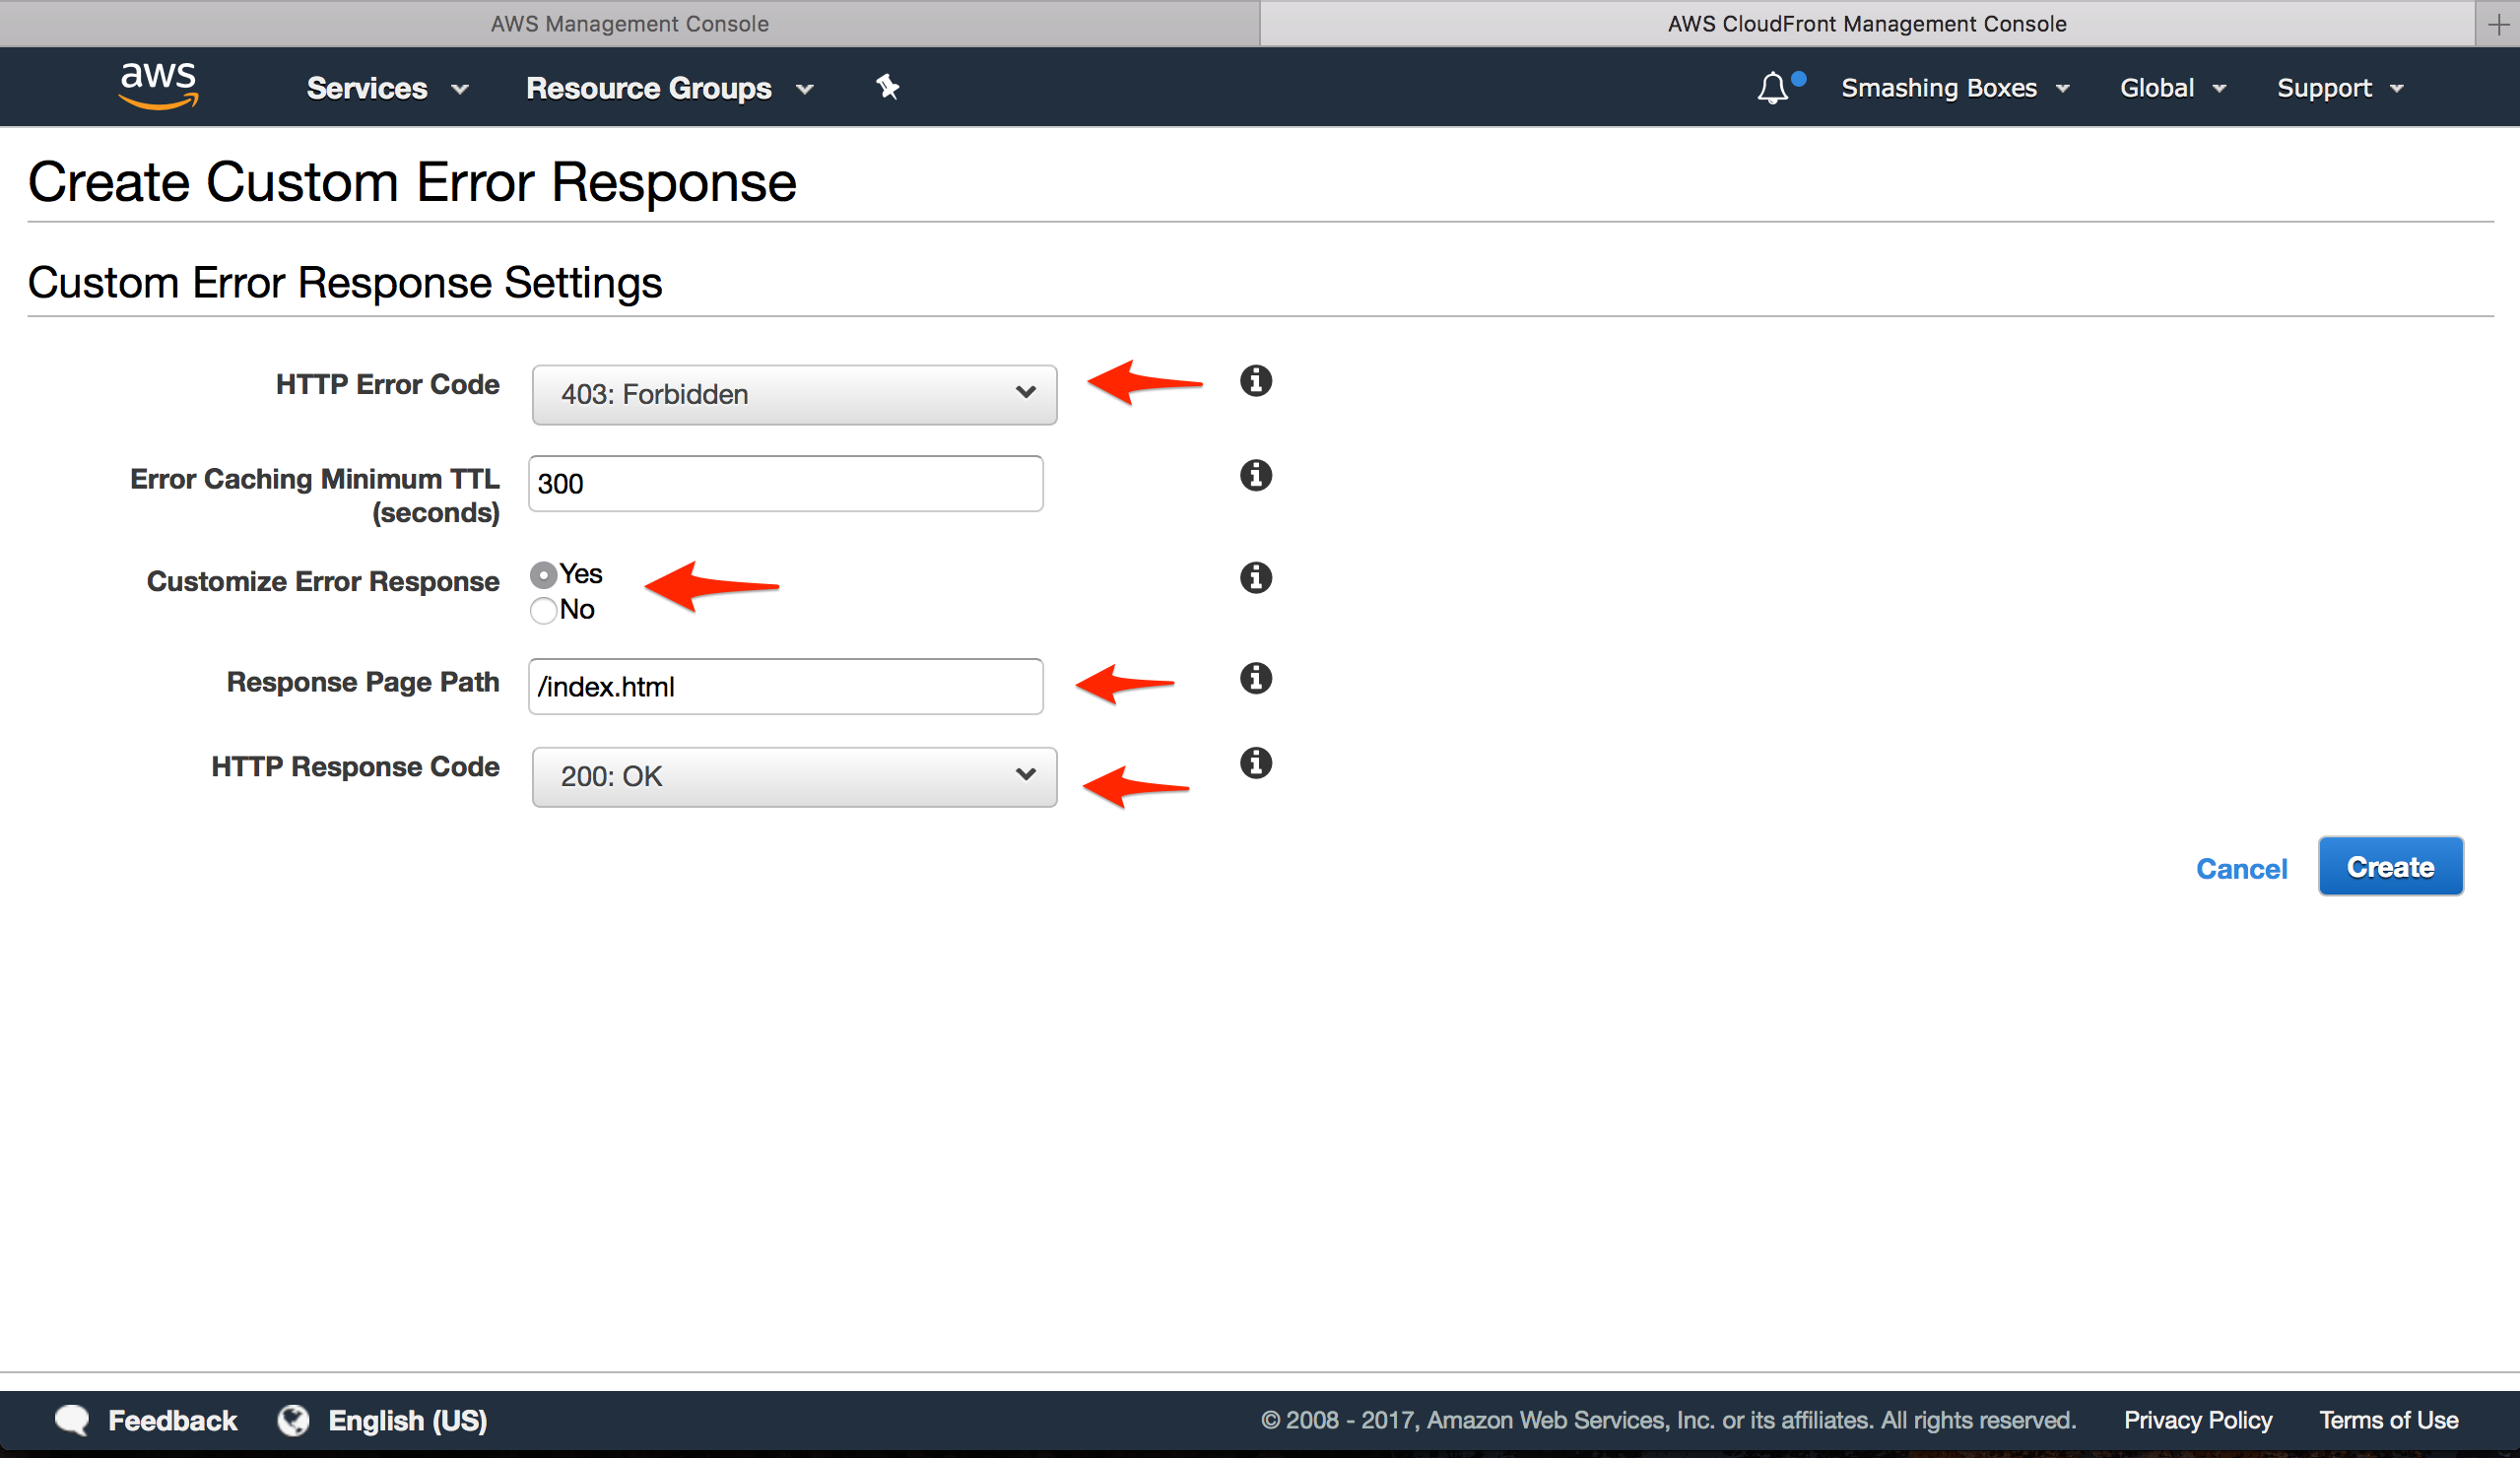 AWS Management Console
AWS CloudFront Management Console
aws
Services
Resource Groups
Smashing Boxes
Global
Support
Create Custom Error Response
Custom Error Response Settings
HTTP Error Code
403: Forbidden
Error Caching Minimum TTL
(seconds)
300
Customize Error Response
Yes
No
Response Page Path
/index.html
HTTP Response Code
200: OK
Cancel
Create
Feedback
English (US)
© 2008 - 2017, Amazon Web Services, Inc. or its affiliates. All rights reserved.
Privacy Policy
Terms of Use